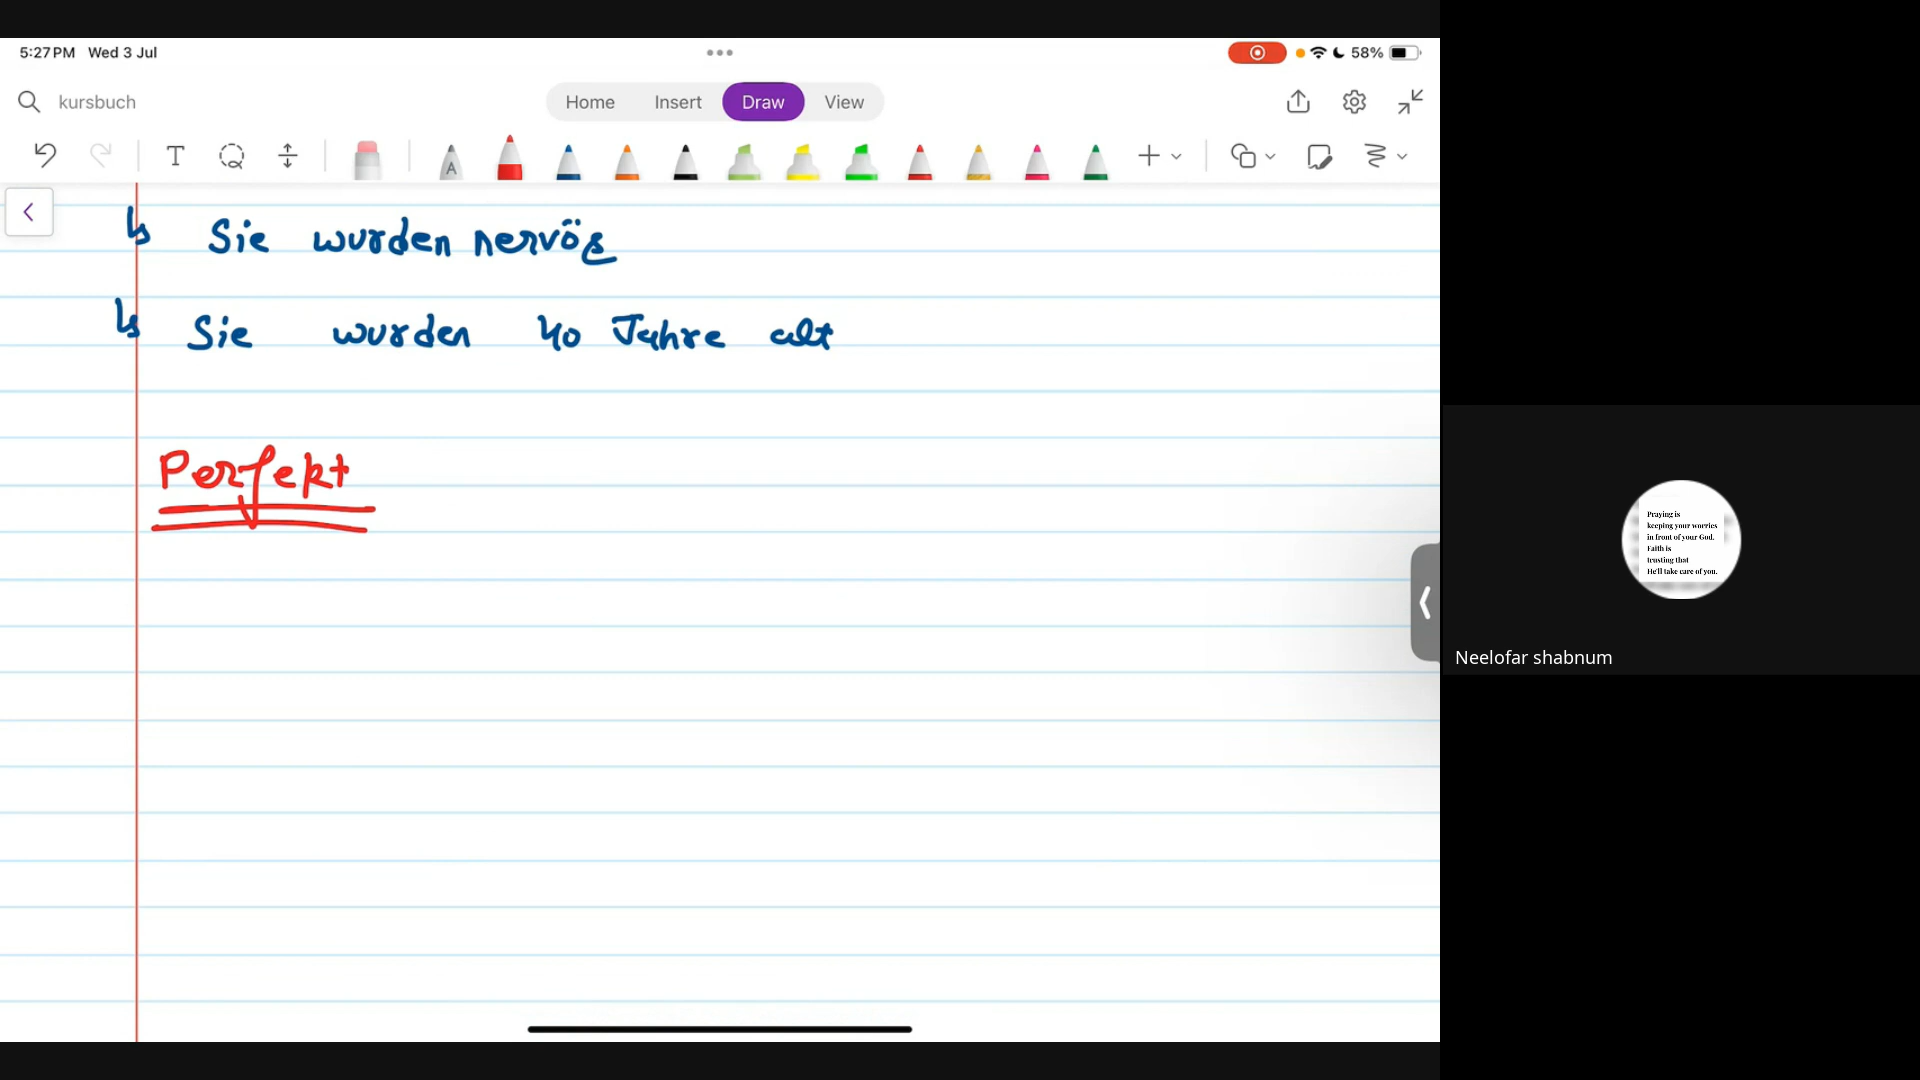 5:27 PM Wed 3 Jul 58%
kursbuch Home Insert Draw View
T A
↳ Sie wurden nervös
↳ Sie wurden 40 Jahre alt
Perfekt
Praying is
keeping your worries
in front of your God.
Faith is
trusting that
He'll take care of you.
Neelofar shabnum